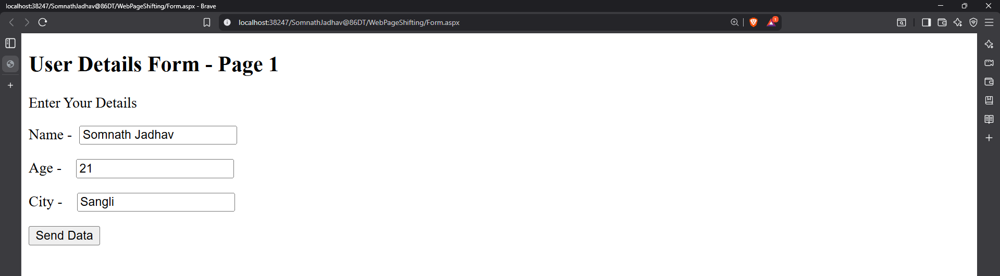 localhost:38247/SomnathJadhav@86DT/WebPageShifting/Form.aspx - Brave
localhost:38247/SomnathJadhav@86DT/WebPageShifting/Form.aspx
1
User Details Form - Page 1
Enter Your Details
Name - Somnath Jadhav
Age - 21
City - Sangli
Send Data